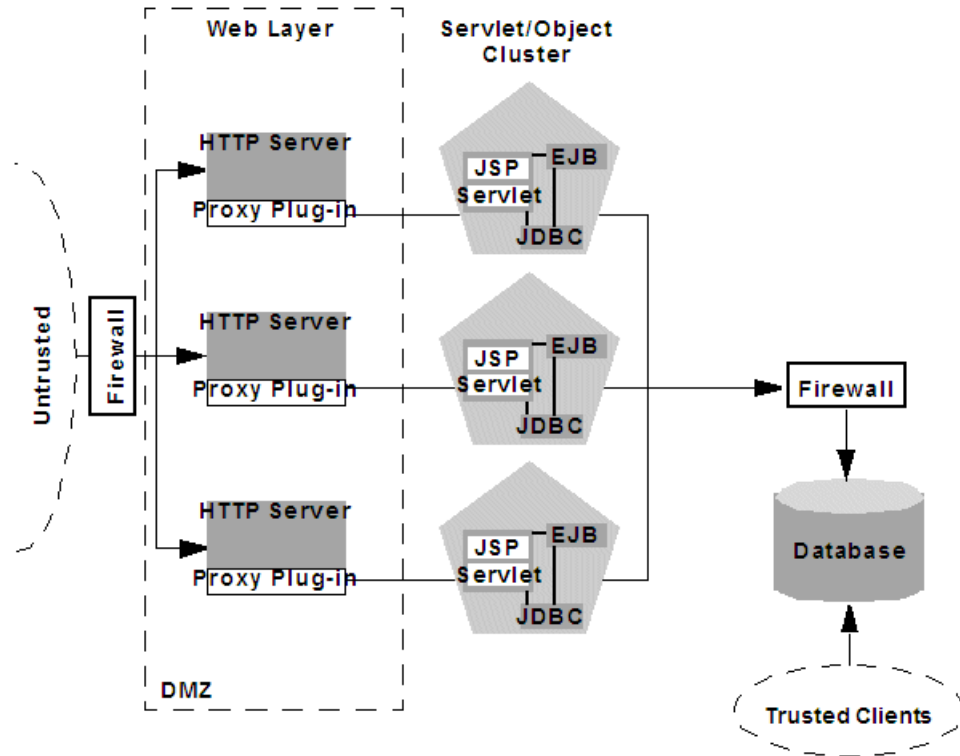 Web Layer
Servlet/Object
Cluster
HTTP Server
Proxy Plug-in
JSP
Servlet
EJB
JDBC
Untrusted
Firewall
HTTP Server
Proxy Plug-in
JSP
Servlet
EJB
JDBC
Firewall
HTTP Server
Proxy Plug-in
JSP
Servlet
EJB
JDBC
Database
DMZ
Trusted Clients